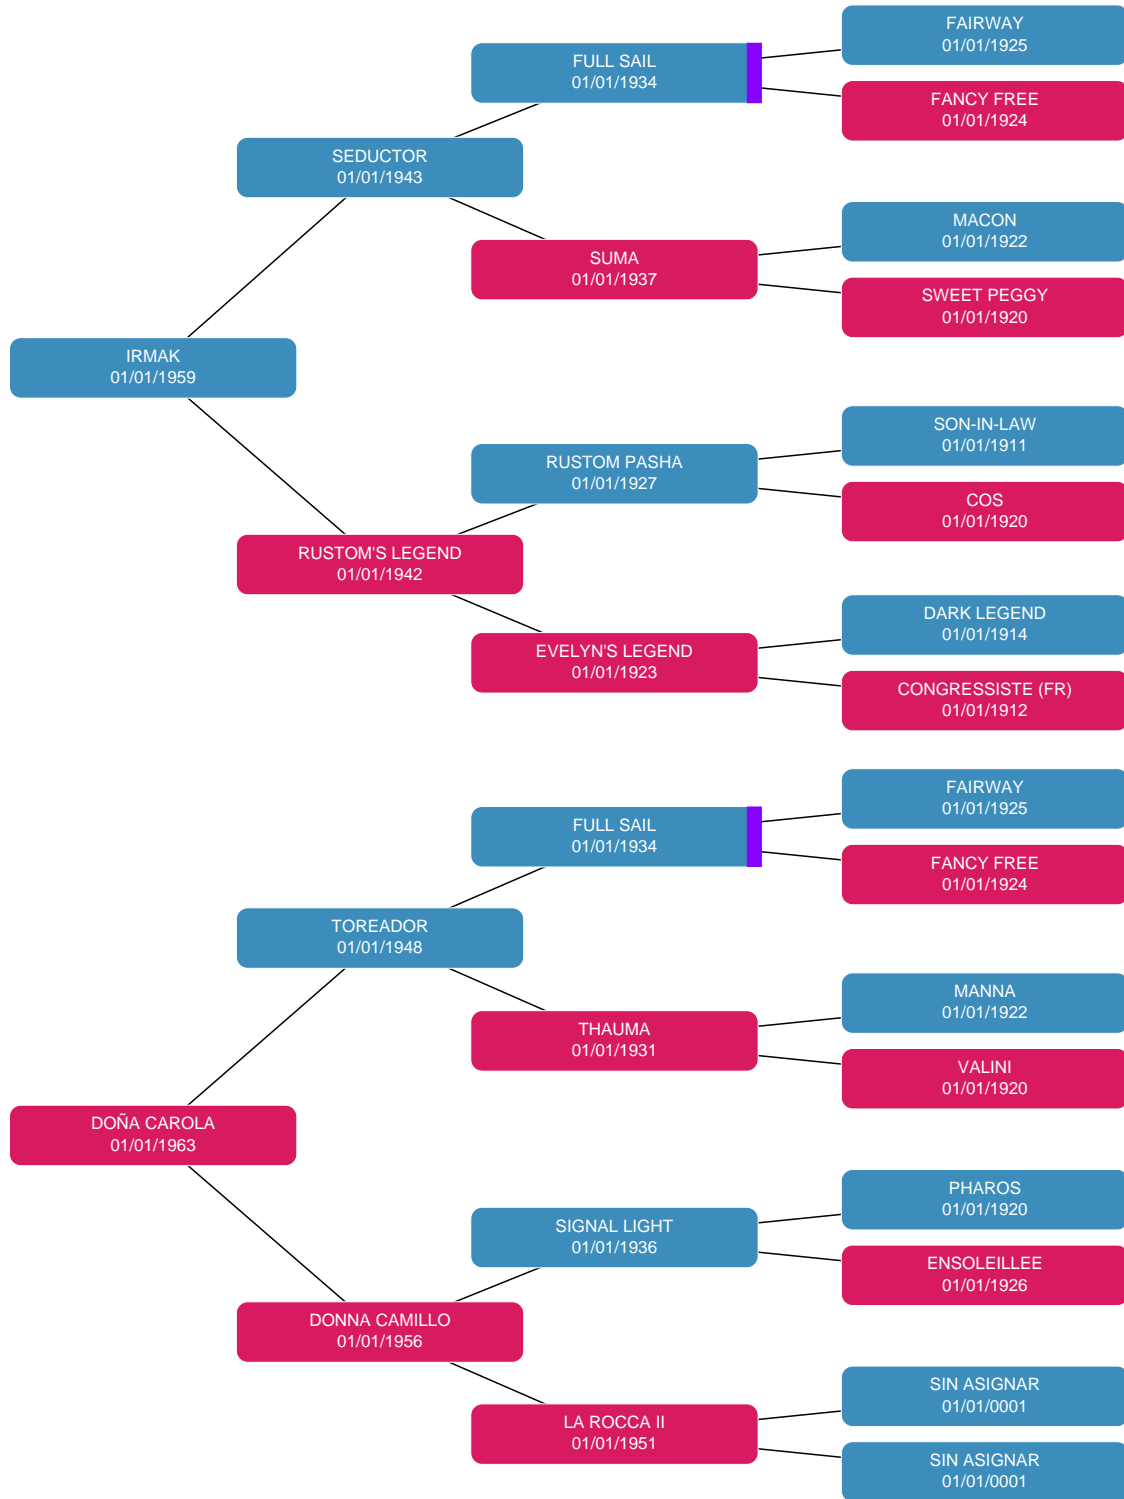 FAIRWAY
01/01/1925
FULL SAIL
01/01/1934
FANCY FREE
01/01/1924
SEDUCTOR
01/01/1943
MACON
01/01/1922
SUMA
01/01/1937
SWEET PEGGY
01/01/1920
IRMAK
01/01/1959
SON-IN-LAW
01/01/1911
RUSTOM PASHA
01/01/1927
COS
01/01/1920
RUSTOM'S LEGEND
01/01/1942
DARK LEGEND
01/01/1914
EVELYN'S LEGEND
01/01/1923
CONGRESSISTE (FR)
01/01/1912
FAIRWAY
01/01/1925
FULL SAIL
01/01/1934
FANCY FREE
01/01/1924
TOREADOR
01/01/1948
MANNA
01/01/1922
THAUMA
01/01/1931
VALINI
01/01/1920
DOÑA CAROLA
01/01/1963
PHAROS
01/01/1920
SIGNAL LIGHT
01/01/1936
ENSOLEILLEE
01/01/1926
DONNA CAMILLO
01/01/1956
SIN ASIGNAR
01/01/0001
LA ROCCA II
01/01/1951
SIN ASIGNAR
01/01/0001